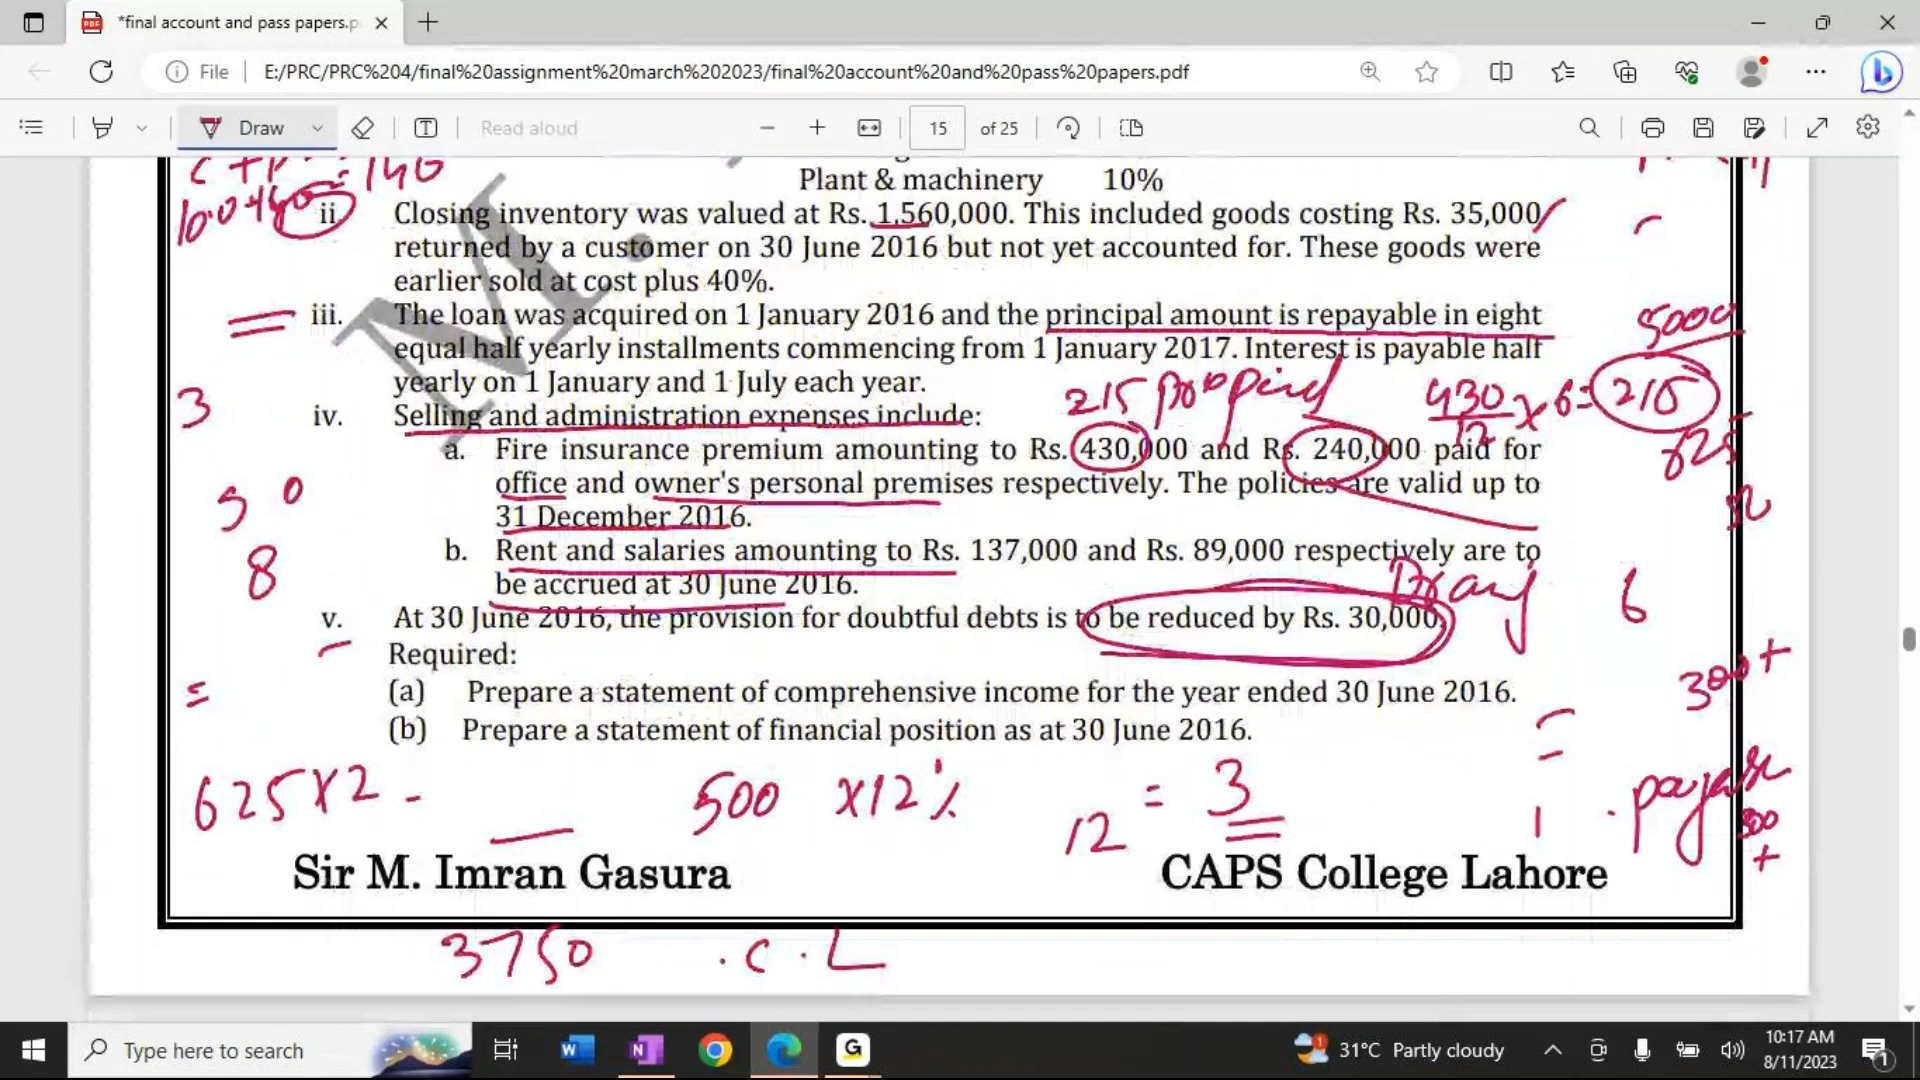 *final account and pass papers.p
File E:/PRC/PRC%204/final%20assignment%20march%202023/final%20account%20and%20pass%20papers.pdf
Draw Read aloud 15 of 25
140
Plant & machinery 10%
ii Closing inventory was valued at Rs. 1.560,000. This included goods costing Rs. 35,000
returned by a customer on 30 June 2016 but not yet accounted for. These goods were
earlier sold at cost plus 40%.
iii. The loan was acquired on 1 January 2016 and the principal amount is repayable in eight
5000
equal half yearly installments commencing from 1 January 2017. Interest is payable half
yearly on 1 January and 1 July each year.
3
215 430/12 x 6= 215
iv. Selling and administration expenses include:
a. Fire insurance premium amounting to Rs. 430,000 and Rs. 240,000 paid for
625
office and owner's personal premises respectively. The policies are valid up to
50
31 December 2016.
b. Rent and salaries amounting to Rs. 137,000 and Rs. 89,000 respectively are to
8
be accrued at 30 June 2016.
6
v. At 30 June 2016, the provision for doubtful debts is to be reduced by Rs. 30,000.
Required:
300+
(a) Prepare a statement of comprehensive income for the year ended 30 June 2016.
(b) Prepare a statement of financial position as at 30 June 2016.
625x2 -
500 x12% = 3
12
300
+
Sir M. Imran Gasura CAPS College Lahore
3750 . C . L
Type here to search
31°C Partly cloudy
10:17 AM
8/11/2023
1